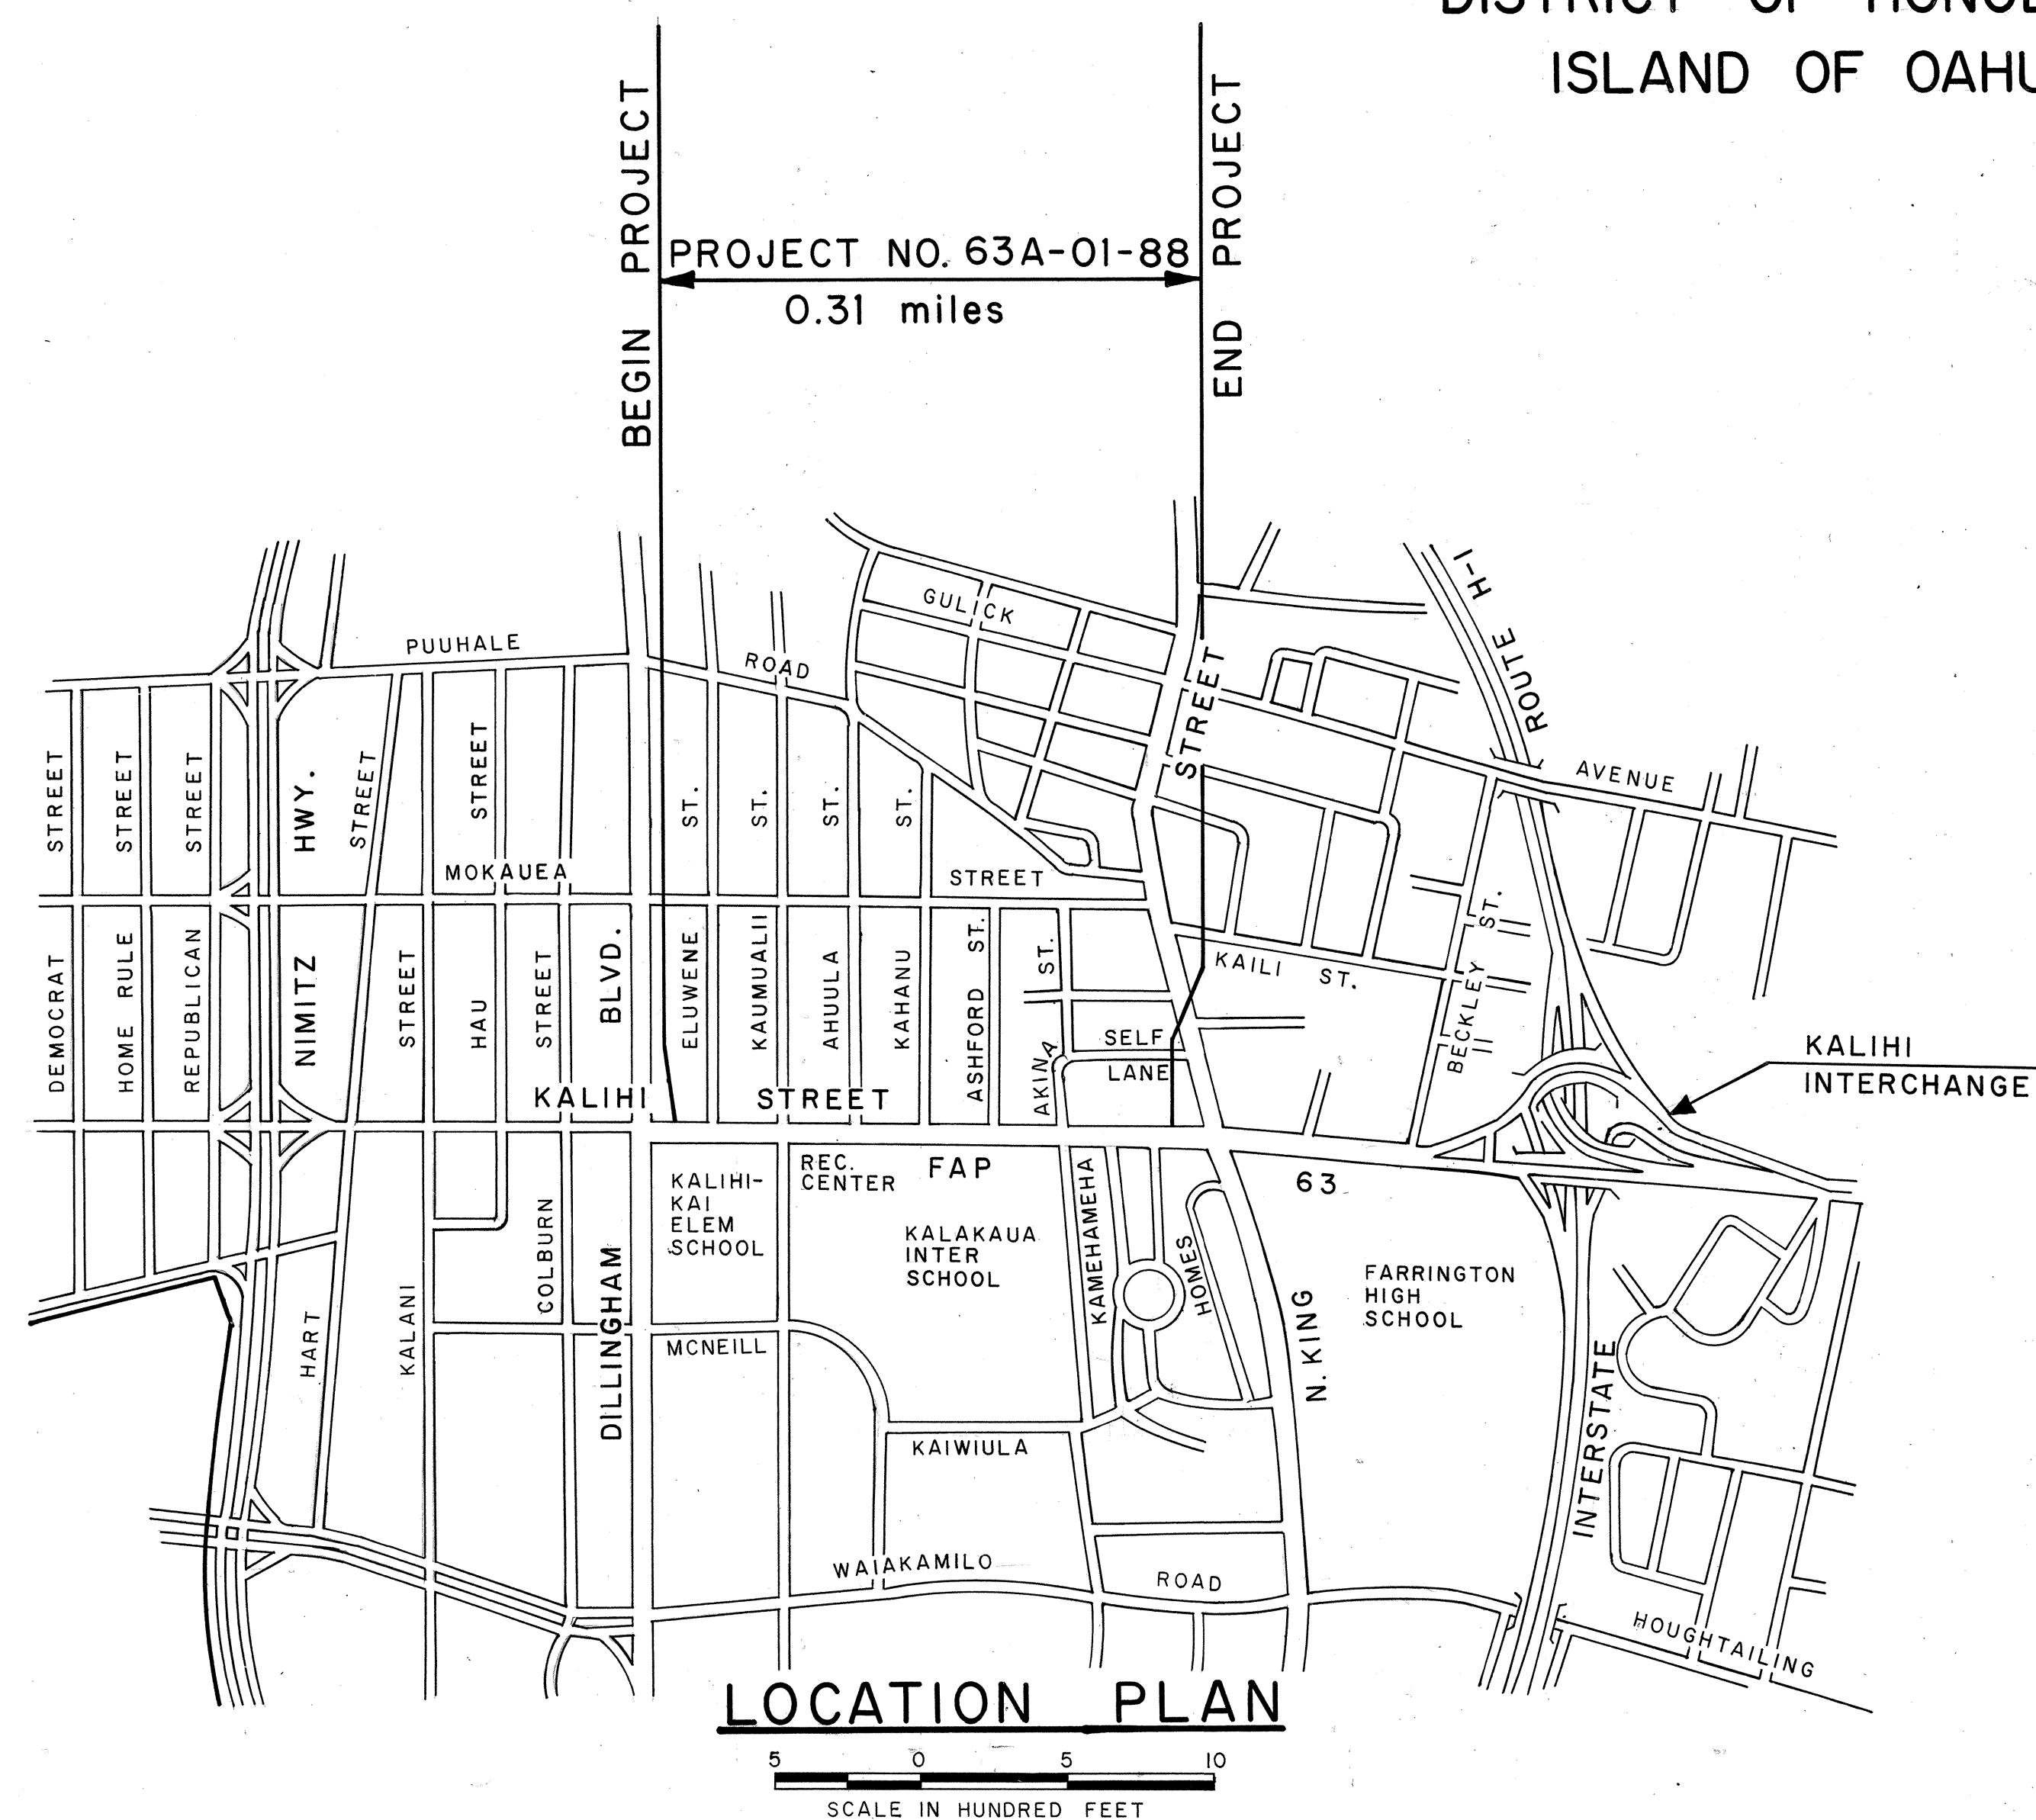 ISLAND OF OAHU
BEGIN PROJECT
END PROJECT
PROJECT NO. 63A-01-88
0.31 miles
ROUTE H-1
GULICK
AVENUE
PUUHALE
ROAD
STREET
STREET
STREET
STREET
HWY.
STREET
STREET
ST.
ST.
ST.
ST.
MOKAUEA
STREET
DEMOCRAT
HOME RULE
REPUBLICAN
NIMITZ
STREET
HAU
STREET
BLVD.
ELUWENE
KAUMUALII
AHUULA
KAHANU
ASHFORD ST.
AKINA ST.
SELF
LANE
KAILI ST.
BECKLEY ST.
KALIHI
INTERCHANGE
KALIHI STREET
FAP
63
REC.
CENTER
KALIHI-
KAI
ELEM
SCHOOL
KALAKAUA
INTER
SCHOOL
KAMEHAMEHA
HOMES
FARRINGTON
HIGH
SCHOOL
N. KING
INTERSTATE
HART
KALANI
COLBURN
DILLINGHAM
MCNEILL
KAIWIULA
WAIAKAMILO
ROAD
HOUGHTAILING
LOCATION PLAN
5 0 5 10
SCALE IN HUNDRED FEET